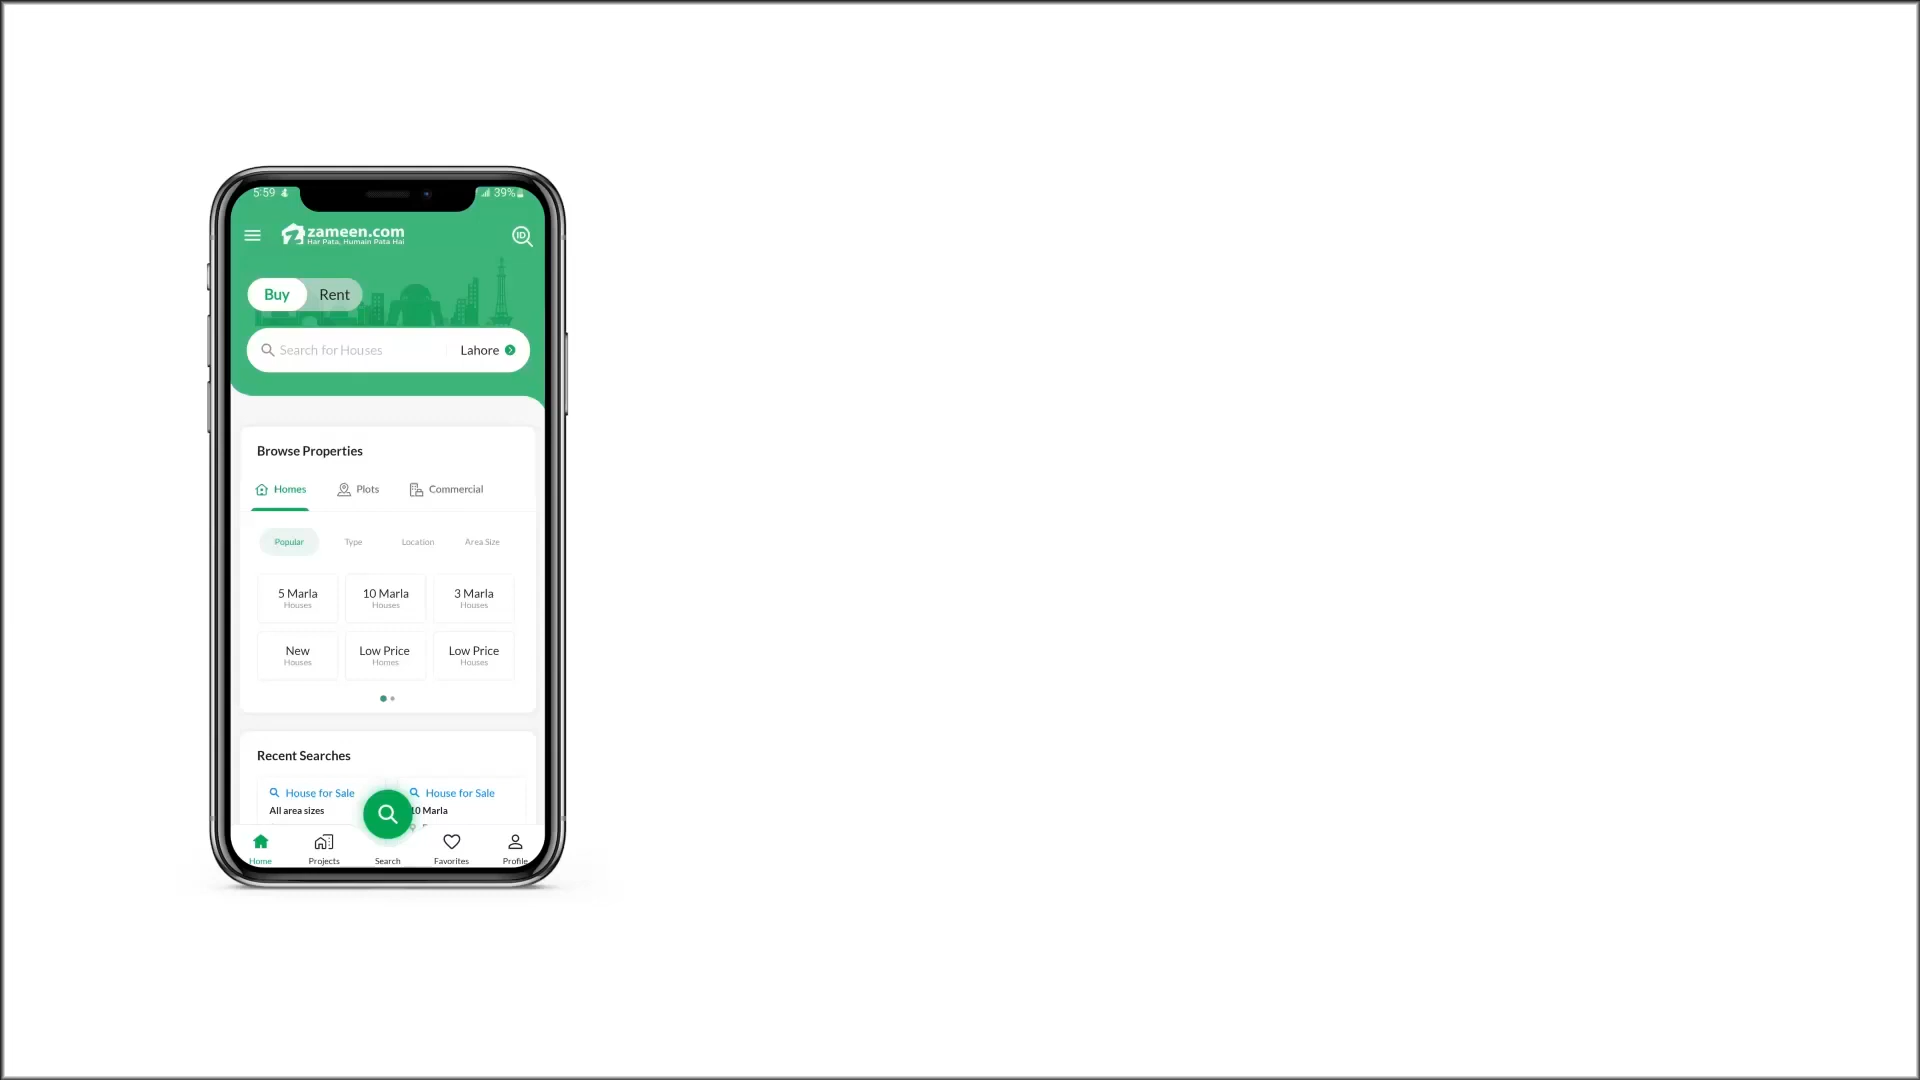 5:59 39%
zameen.com
Har Pata, Humain Pata Hai
ID
Buy Rent
Search for Houses Lahore
Browse Properties
Homes Plots Commercial
Popular Type Location Area Size
5 Marla 10 Marla 3 Marla
Houses Houses Houses
New Low Price Low Price
Houses Homes Houses
Recent Searches
House for Sale House for Sale
All area sizes 10 Marla
Home Projects Search Favorites Profile